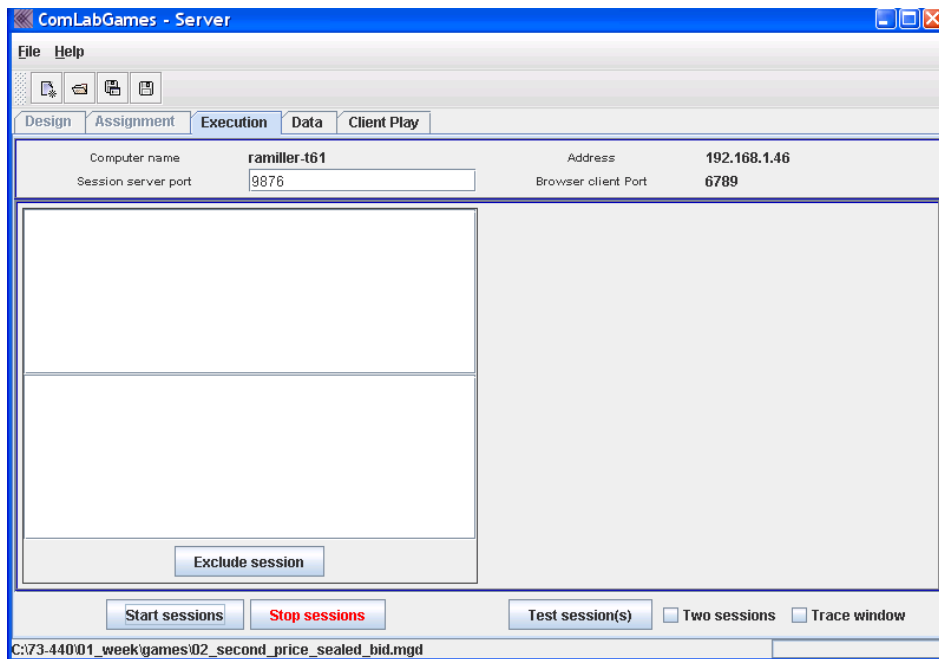 ComLabGames - Server
File Help
Design Assignment Execution Data Client Play
Computer name ramiller-t61 Address 192.168.1.46
Session server port 9876 Browser client Port 6789
Exclude session
Start sessions Stop sessions Test session(s) Two sessions Trace window
C:\73-440\01_week\games\02_second_price_sealed_bid.mgd